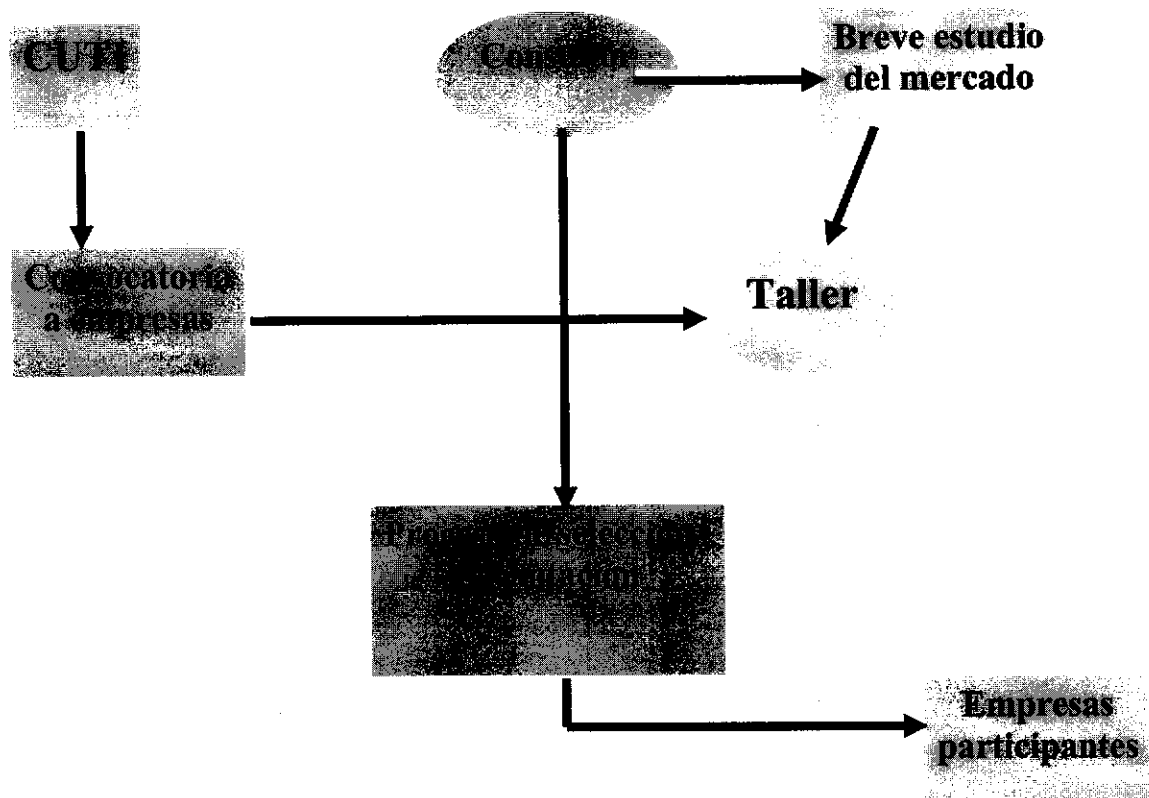 CUTI
Breve estudio
del mercado
Convocatoria
a empresas
Taller
Empresas
participantes